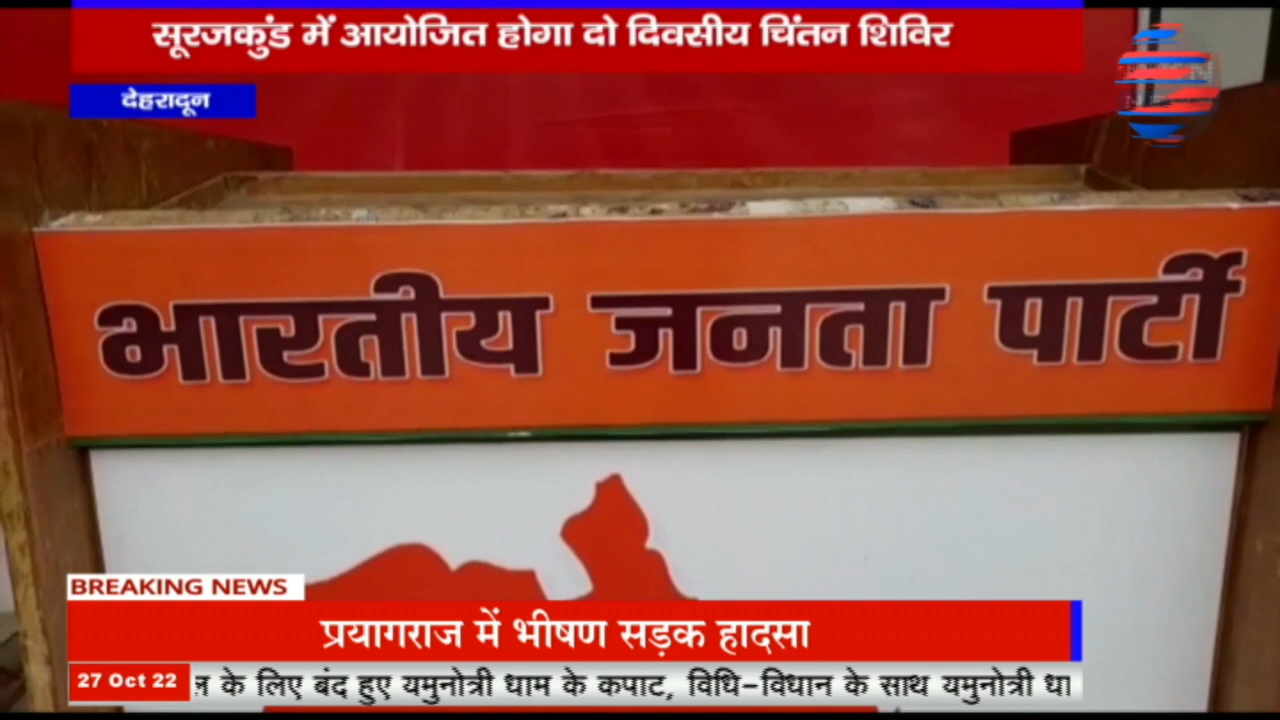 सूरजकुंड में आयोजित होगा दो दिवसीय चिंतन शिविर
देहरादून
भारतीय जनता पार्टी
BREAKING NEWS
प्रयागराज में भीषण सड़क हादसा
27 Oct 22
के लिए बंद हुए यमुनोत्री धाम के कपाट, विधि-विधान के साथ यमुनोत्री धा